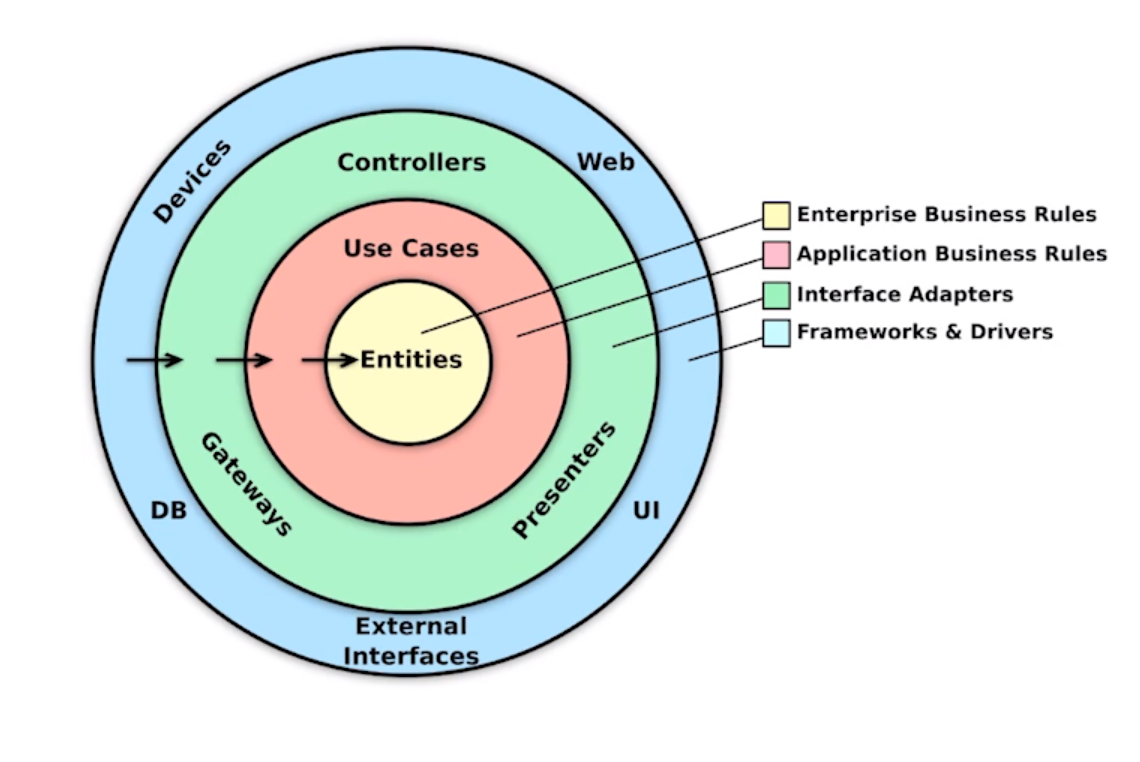 Devices
Controllers
Web
Use Cases
Entities
Gateways
Presenters
DB
UI
External
Interfaces
Enterprise Business Rules
Application Business Rules
Interface Adapters
Frameworks & Drivers